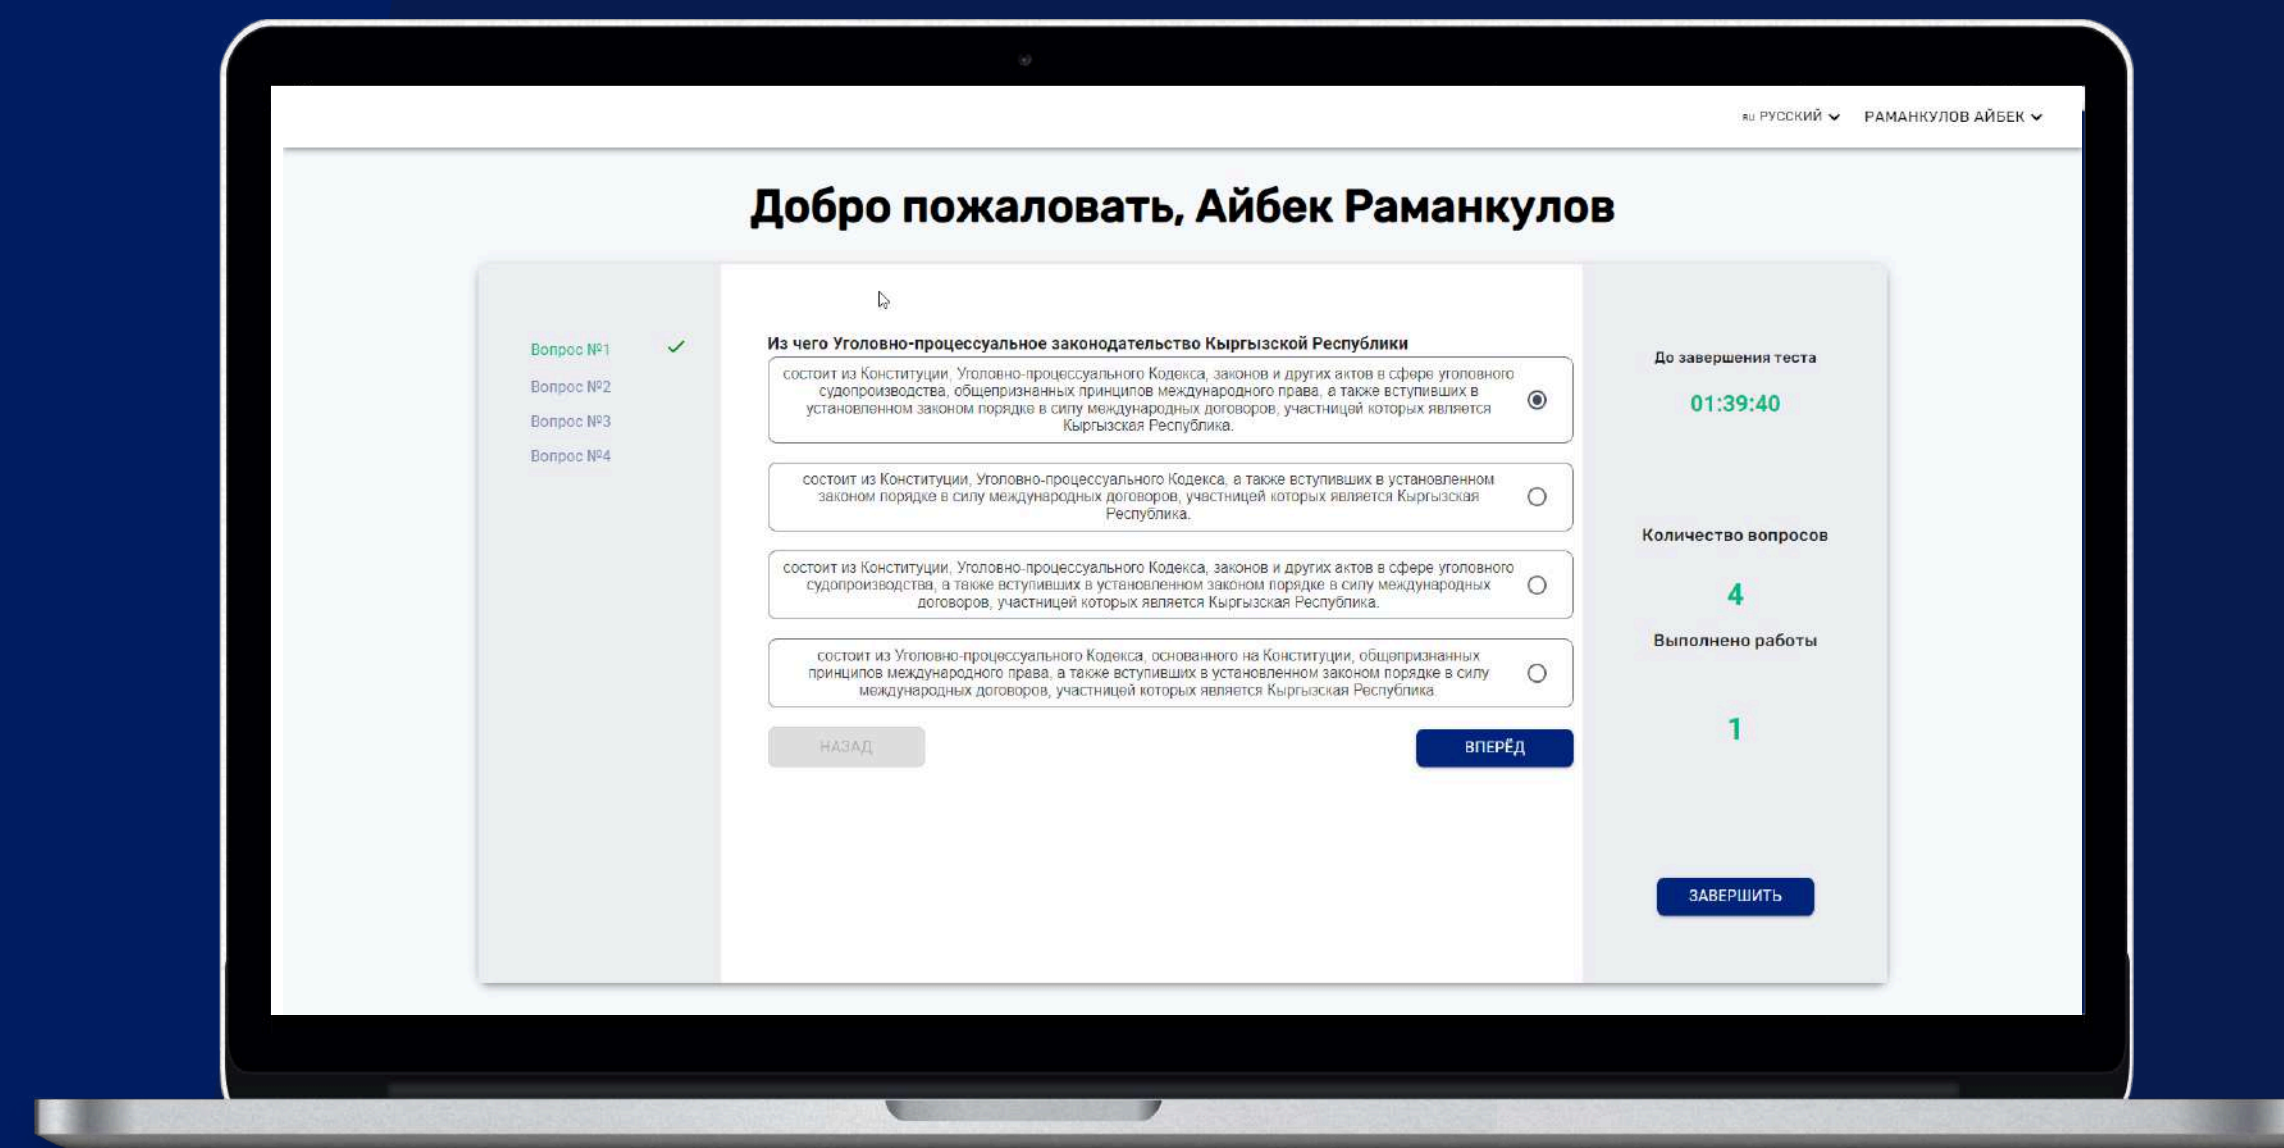 RU РУССКИЙ РАМАНКУЛОВ АЙБЕК
Добро пожаловать, Айбек Раманкулов
Вопрос №1
Вопрос №2
Вопрос №3
Вопрос №4
Из чего Уголовно-процессуальное законодательство Кыргызской Республики
состоит из Конституции, Уголовно-процессуального Кодекса, законов и других актов в сфере уголовного
судопроизводства, общепризнанных принципов международного права, а также вступивших в
установленном законом порядке в силу международных договоров, участницей которых является
Кыргызская Республика.
состоит из Конституции, Уголовно-процессуального Кодекса, а также вступивших в установленном
законом порядке в силу международных договоров, участницей которых является Кыргызская
Республика.
состоит из Конституции, Уголовно-процессуального Кодекса, законов и других актов в сфере уголовного
судопроизводства, а также вступивших в установленном законом порядке в силу международных
договоров, участницей которых является Кыргызская Республика.
состоит из Уголовно-процессуального Кодекса, основанного на Конституции, общепризнанных
принципов международного права, а также вступивших в установленном законом порядке в силу
международных договоров, участницей которых является Кыргызская Республика.
НАЗАД
ВПЕРЁД
До завершения теста
01:39:40
Количество вопросов
4
Выполнено работы
1
ЗАВЕРШИТЬ